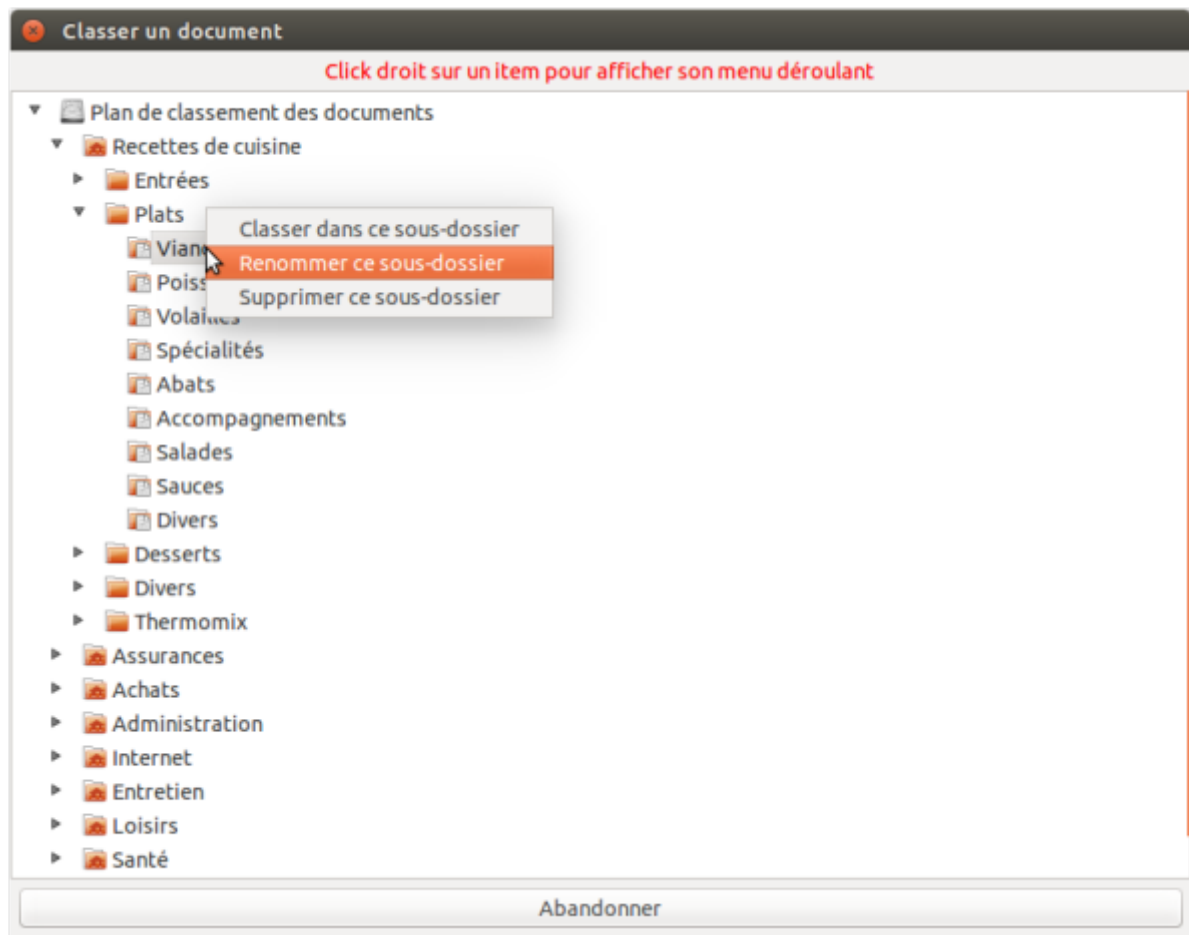 Classer un document
Click droit sur un item pour afficher son menu déroulant
Plan de classement des documents
Recettes de cuisine
Entrées
Plats
Classer dans ce sous-dossier
Renommer ce sous-dossier
Supprimer ce sous-dossier
Spécialités
Abats
Accompagnements
Salades
Sauces
Divers
Desserts
Divers
Thermomix
Assurances
Achats
Administration
Internet
Entretien
Loisirs
Santé
Abandonner